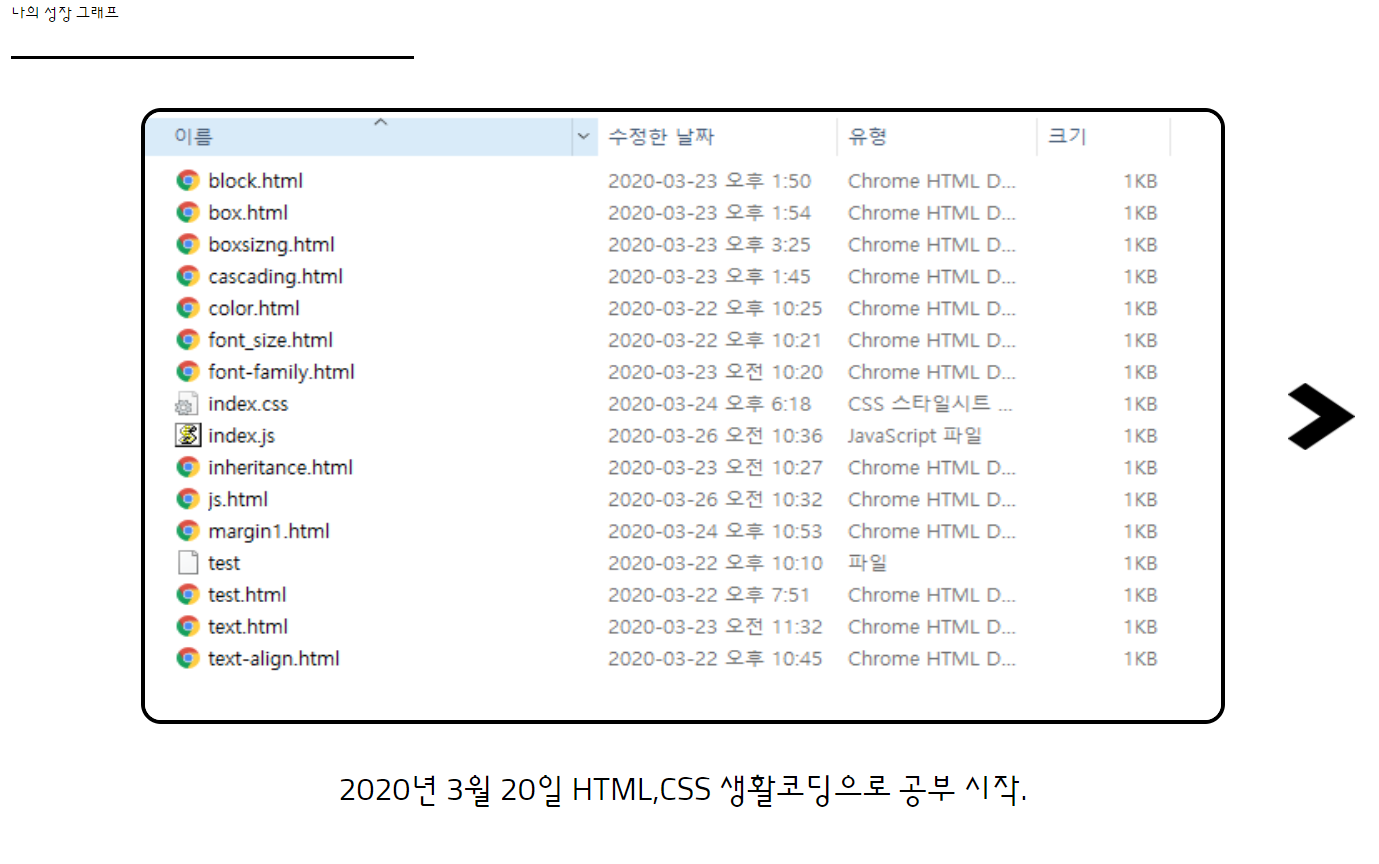 나의 성장 그래프
이름 수정한 날짜 유형 크기
block.html 2020-03-23 오후 1:50 Chrome HTML D... 1KB
box.html 2020-03-23 오후 1:54 Chrome HTML D... 1KB
boxsizng.html 2020-03-23 오후 3:25 Chrome HTML D... 1KB
cascading.html 2020-03-23 오후 1:45 Chrome HTML D... 1KB
color.html 2020-03-22 오후 10:25 Chrome HTML D... 1KB
font_size.html 2020-03-22 오후 10:21 Chrome HTML D... 1KB
font-family.html 2020-03-23 오전 10:20 Chrome HTML D... 1KB
index.css 2020-03-24 오후 6:18 CSS 스타일시트 ... 1KB
index.js 2020-03-26 오전 10:36 JavaScript 파일 1KB
inheritance.html 2020-03-23 오전 10:27 Chrome HTML D... 1KB
js.html 2020-03-26 오전 10:32 Chrome HTML D... 1KB
margin1.html 2020-03-24 오후 10:53 Chrome HTML D... 1KB
test 2020-03-22 오후 10:10 파일 1KB
test.html 2020-03-22 오후 7:51 Chrome HTML D... 1KB
text.html 2020-03-23 오전 11:32 Chrome HTML D... 1KB
text-align.html 2020-03-22 오후 10:45 Chrome HTML D... 1KB
2020년 3월 20일 HTML,CSS 생활코딩으로 공부 시작.